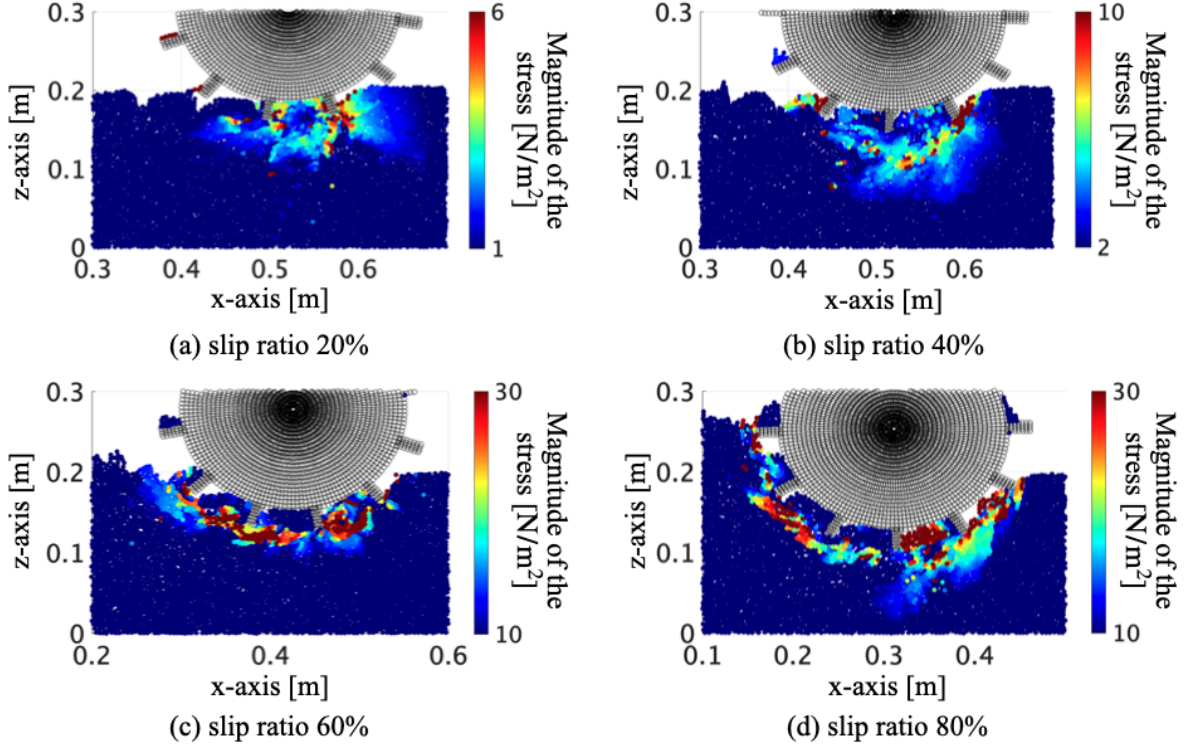 0.3
0.2
0.1
0
z-axis [m]
0.3 0.4 0.5 0.6
x-axis [m]
6
1
Magnitude of the
stress [N/m²]
(a) slip ratio 20%
0.3
0.2
0.1
0
z-axis [m]
0.3 0.4 0.5 0.6
x-axis [m]
10
2
Magnitude of the
stress [N/m²]
(b) slip ratio 40%
0.3
0.2
0.1
0
z-axis [m]
0.2 0.4 0.6
x-axis [m]
30
10
Magnitude of the
stress [N/m²]
(c) slip ratio 60%
0.3
0.2
0.1
0
z-axis [m]
0.1 0.2 0.3 0.4
x-axis [m]
30
10
Magnitude of the
stress [N/m²]
(d) slip ratio 80%